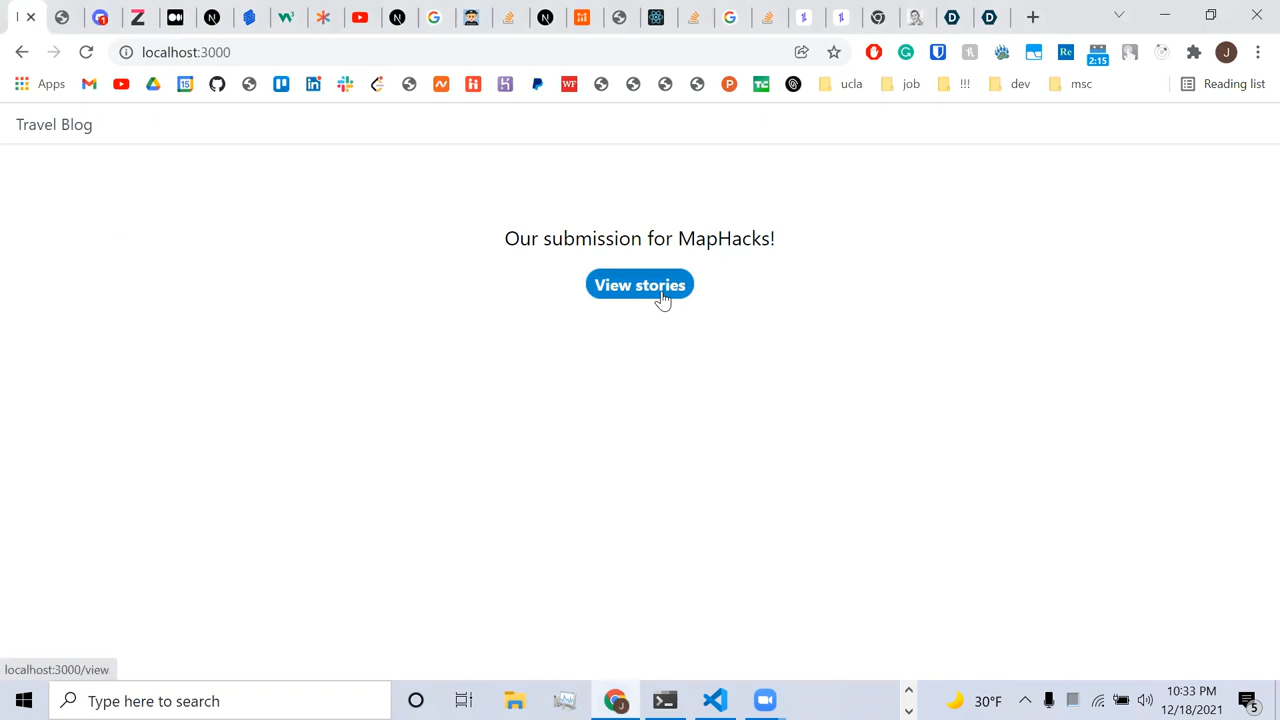 localhost:3000
2:15
Apps
ucla
job
!!!
dev
msc
Reading list
Travel Blog
Our submission for MapHacks!
View stories
localhost:3000/view
Type here to search
30°F
10:33 PM
12/18/2021
5